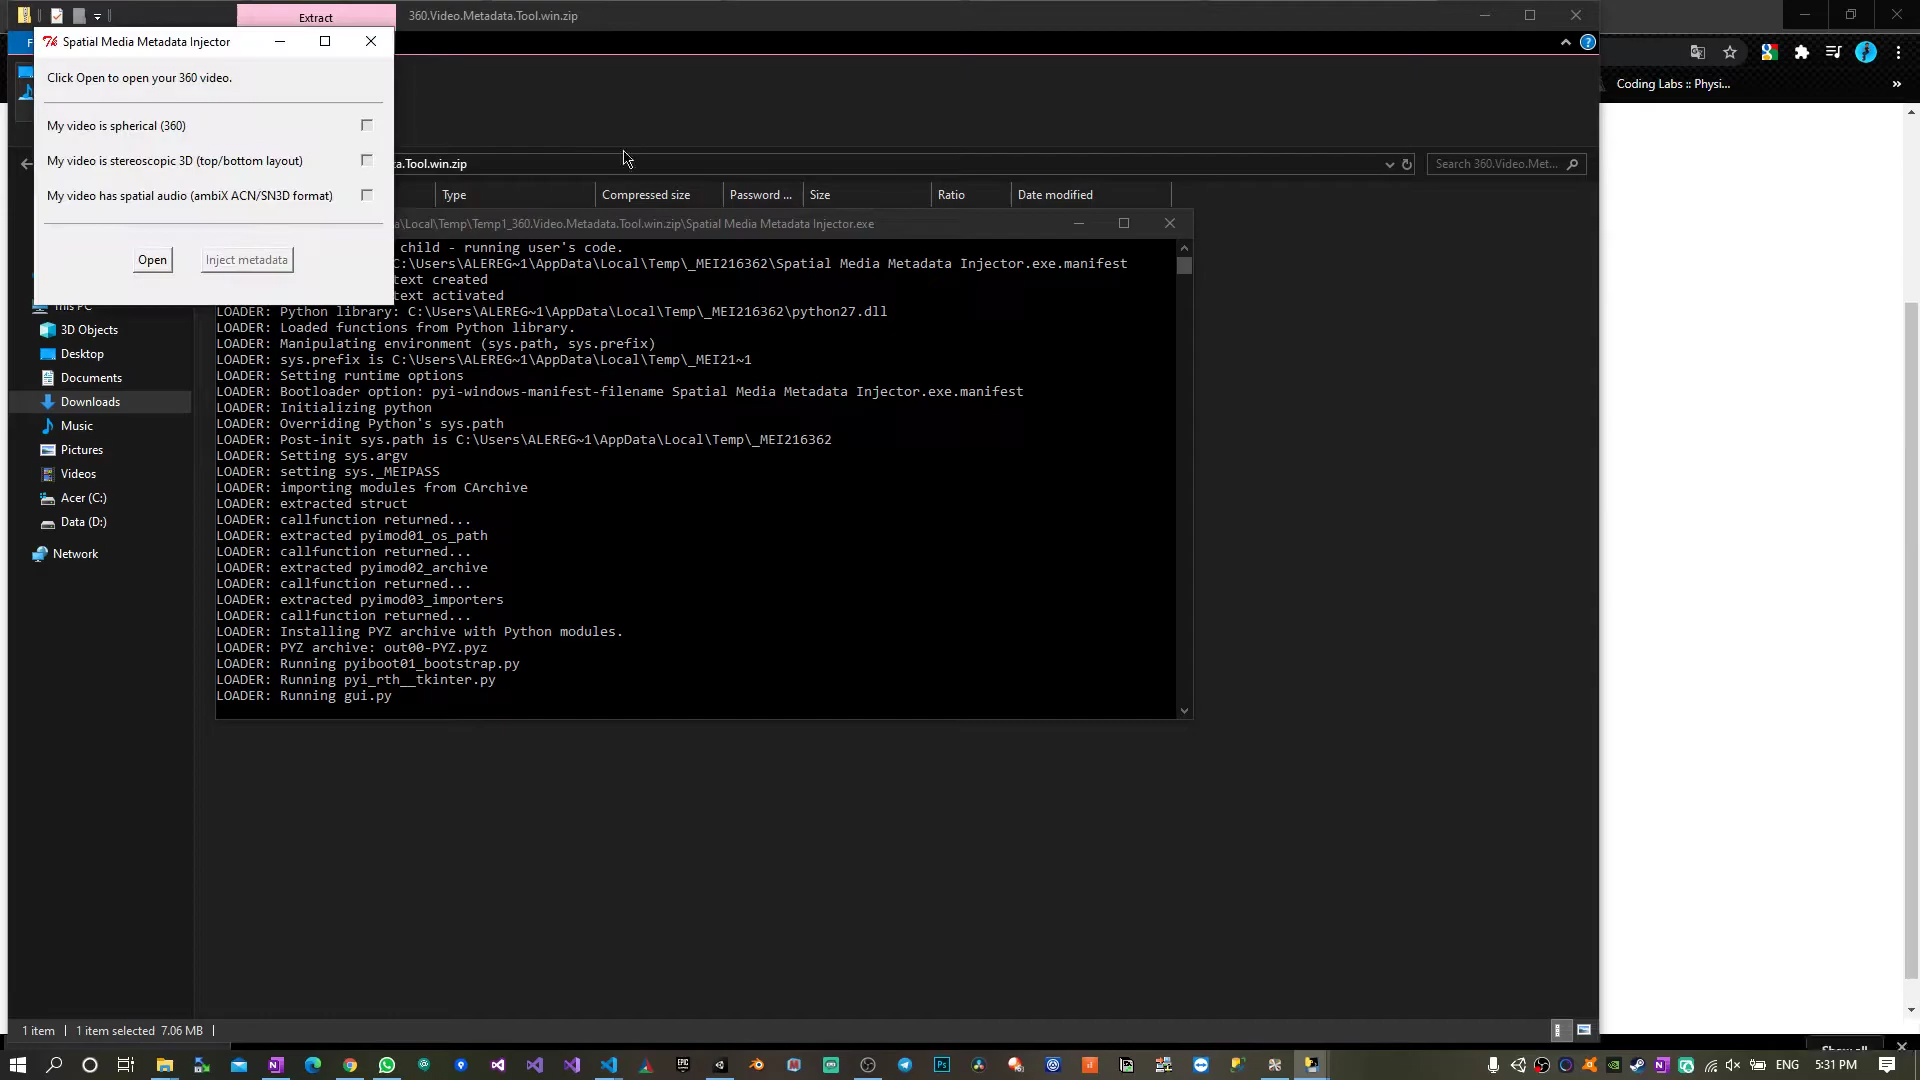 Extract
360.Video.Metadata.Tool.win.zip
Spatial Media Metadata Injector
Click Open to open your 360 video.
My video is spherical (360)
My video is stereoscopic 3D (top/bottom layout)
My video has spatial audio (ambiX ACN/SN3D format)
Open
Inject metadata
Coding Labs :: Physi...
a.Tool.win.zip
Search 360.Video.Met...
Type
Compressed size
Password ...
Size
Ratio
Date modified
\Local\Temp\Temp1_360.Video.Metadata.Tool.win.zip\Spatial Media Metadata Injector.exe
child - running user's code.
C:\Users\ALEREG~1\AppData\Local\Temp\_MEI216362\Spatial Media Metadata Injector.exe.manifest
text created
text activated
LOADER: Python library: C:\Users\ALEREG~1\AppData\Local\Temp\_MEI216362\python27.dll
LOADER: Loaded functions from Python library.
LOADER: Manipulating environment (sys.path, sys.prefix)
LOADER: sys.prefix is C:\Users\ALEREG~1\AppData\Local\Temp\_MEI21~1
LOADER: Setting runtime options
LOADER: Bootloader option: pyi-windows-manifest-filename Spatial Media Metadata Injector.exe.manifest
LOADER: Initializing python
LOADER: Overriding Python's sys.path
LOADER: Post-init sys.path is C:\Users\ALEREG~1\AppData\Local\Temp\_MEI216362
LOADER: Setting sys.argv
LOADER: setting sys._MEIPASS
LOADER: importing modules from CArchive
LOADER: extracted struct
LOADER: callfunction returned...
LOADER: extracted pyimod01_os_path
LOADER: callfunction returned...
LOADER: extracted pyimod02_archive
LOADER: callfunction returned...
LOADER: extracted pyimod03_importers
LOADER: callfunction returned...
LOADER: Installing PYZ archive with Python modules.
LOADER: PYZ archive: out00-PYZ.pyz
LOADER: Running pyiboot01_bootstrap.py
LOADER: Running pyi_rth__tkinter.py
LOADER: Running gui.py
This PC
3D Objects
Desktop
Documents
Downloads
Music
Pictures
Videos
Acer (C:)
Data (D:)
Network
1 item
1 item selected 7.06 MB
Show all
ENG
5:31 PM